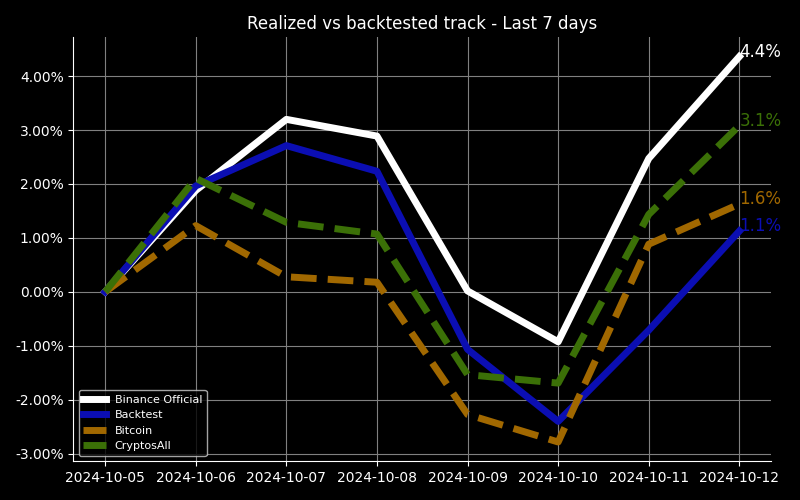 Realized vs backtested track - Last 7 days
4.4%
4.00%
3.1%
3.00%
2.00%
1.6%
1.1%
1.00%
0.00%
-1.00%
-2.00%
-3.00%
Binance Official
Backtest
Bitcoin
CryptosAll
2024-10-05 2024-10-06 2024-10-07 2024-10-08 2024-10-09 2024-10-10 2024-10-11 2024-10-12